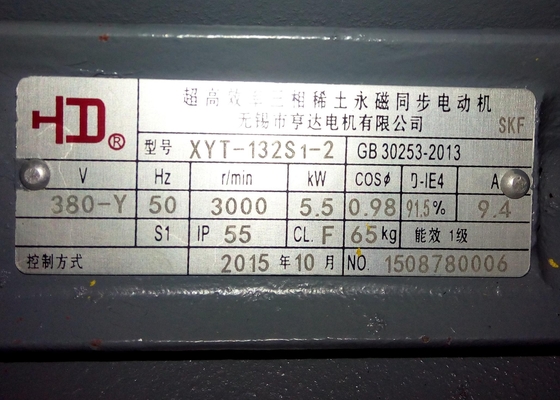 超高效 三相稀土永磁同步电动机
无锡市亨达电机有限公司 SKF
HD ®
型号 XYT-132S1-2 GB 30253-2013
V Hz r/min kW COSΦ D-IE4 A
380-Y 50 3000 5.5 0.98 91.5% 9.4
S1 IP 55 CL. F 65kg 能效 1级
控制方式 2015年10月 NO. 1508780006